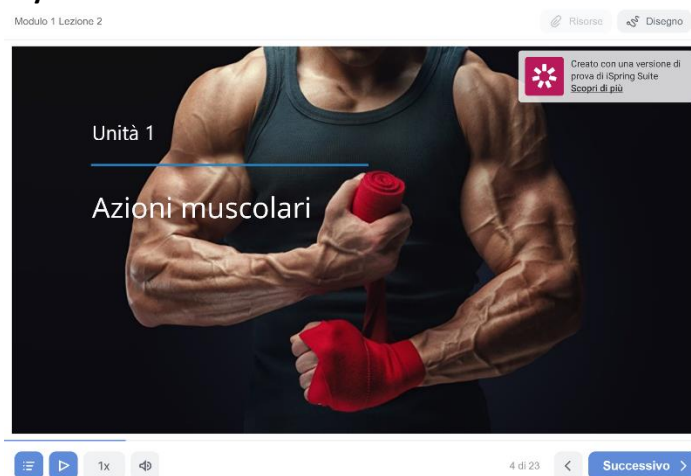 Modulo 1 Lezione 2
Risorse
Disegno
Creato con una versione di
prova di iSpring Suite
Scopri di più
Unità 1
Azioni muscolari
1x
4 di 23
Successivo